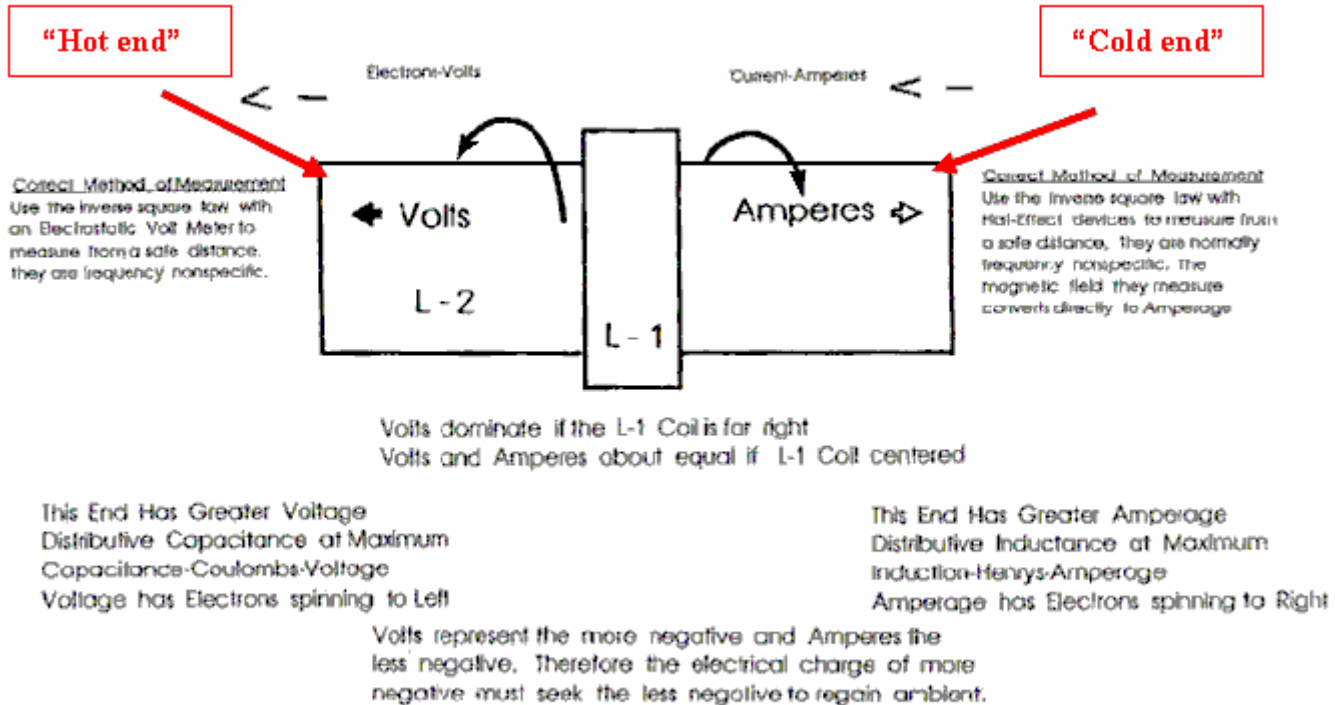 “Hot end”
“Cold end”
Electrons-Volts
Current-Amperes
< -
< -
Correct Method of Measurement
Use the inverse square law with
an Electrostatic Volt Meter to
measure from a safe distance.
they are frequency nonspecific.
Volts
L-2
L-1
Amperes
Correct Method of Measurement
Use the inverse square law with
Hall-Effect devices to measure from
a safe distance, They are normally
frequency nonspecific. The
magnetic field they measure
converts directly to Amperage
Volts dominate if the L-1 Coil is far right
Volts and Amperes about equal if L-1 Coil centered
This End Has Greater Voltage
Distributive Capacitance at Maximum
Capacitance-Coulombs-Voltage
Voltage has Electrons spinning to Left
This End Has Greater Amperage
Distributive Inductance at Maximum
Induction-Henrys-Amperage
Amperage has Electrons spinning to Right
Volts represent the more negative and Amperes the
less negative. Therefore the electrical charge of more
negative must seek the less negative to regain ambient.